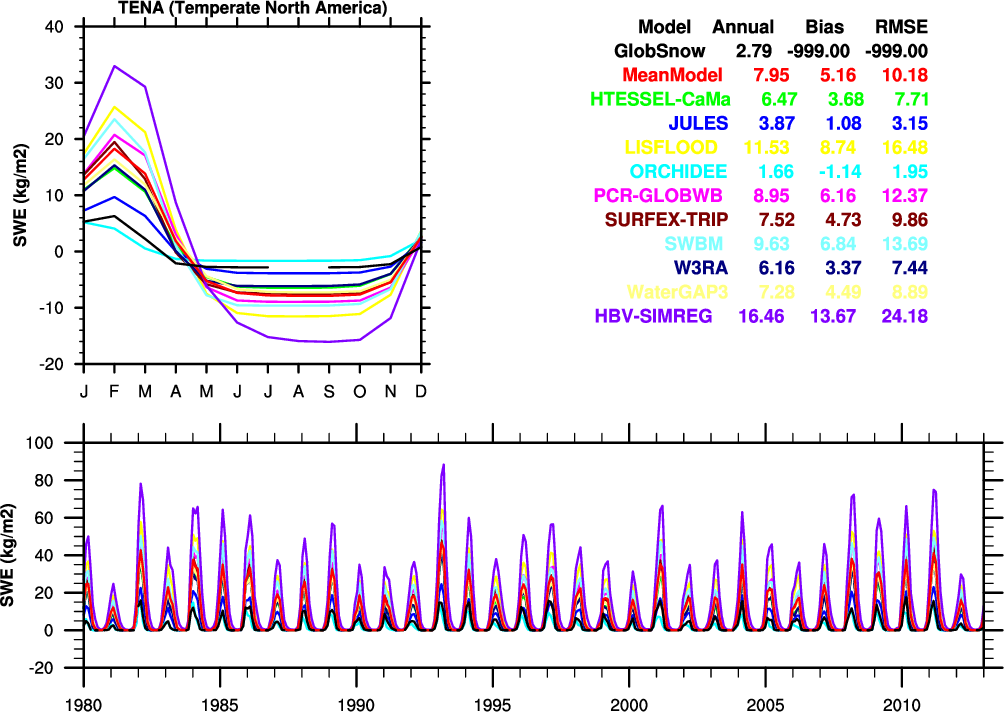 TENA (Temperate North America)
40
30
20
10
0
-10
-20
SWE (kg/m2)
J F M A M J J A S O N D
Model Annual Bias RMSE
GlobSnow 2.79 -999.00 -999.00
MeanModel 7.95 5.16 10.18
HTESSEL-CaMa 6.47 3.68 7.71
JULES 3.87 1.08 3.15
LISFLOOD 11.53 8.74 16.48
ORCHIDEE 1.66 -1.14 1.95
PCR-GLOBWB 8.95 6.16 12.37
SURFEX-TRIP 7.52 4.73 9.86
SWBM 9.63 6.84 13.69
W3RA 6.16 3.37 7.44
WaterGAP3 7.28 4.49 8.89
HBV-SIMREG 16.46 13.67 24.18
100
80
60
40
20
0
-20
SWE (kg/m2)
1980 1985 1990 1995 2000 2005 2010